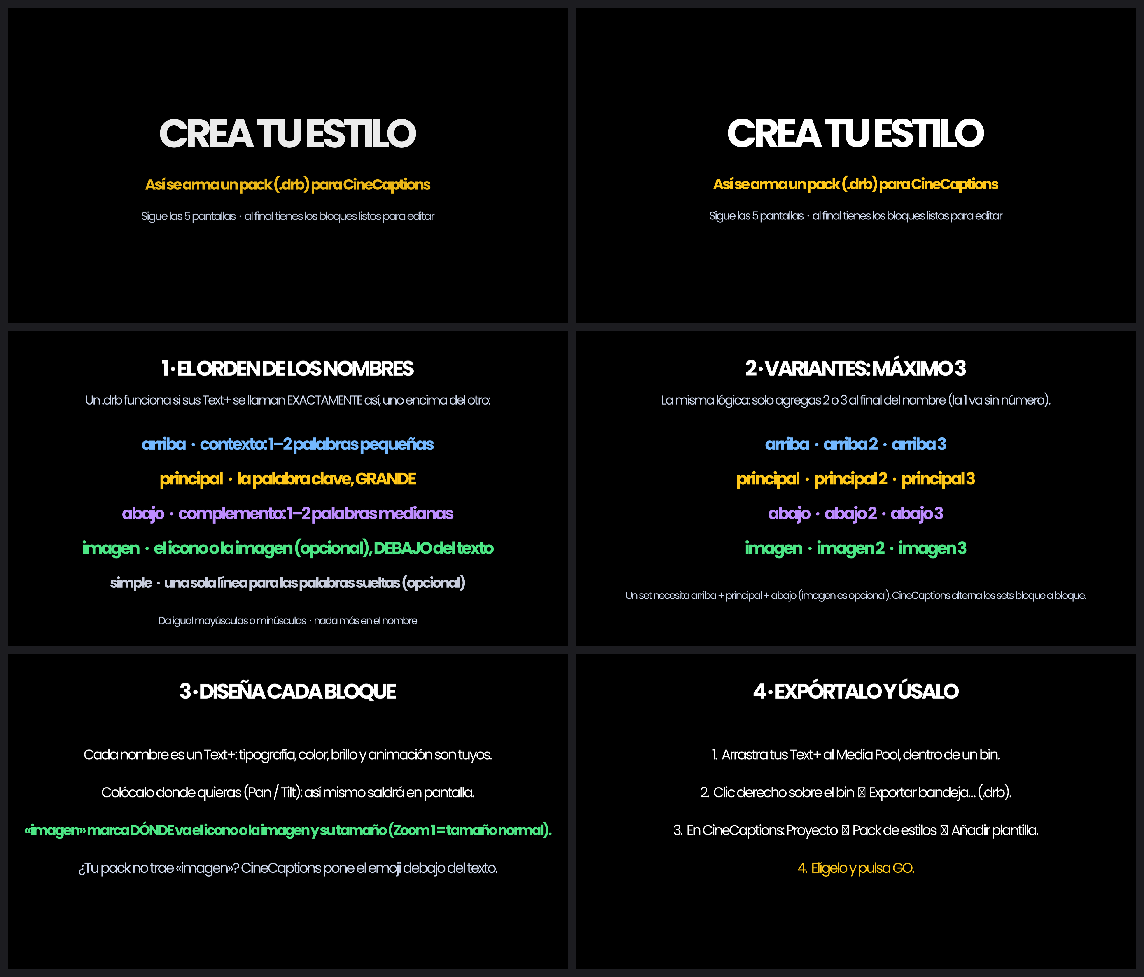 CREA TU ESTILO
Así se arma un pack (.drb) para CineCaptions
Sigue las 5 pantallas · al final tienes los bloques listos para editar
CREA TU ESTILO
Así se arma un pack (.drb) para CineCaptions
Sigue las 5 pantallas · al final tienes los bloques listos para editar
1 · EL ORDEN DE LOS NOMBRES
Un .drb funciona si sus Text+ se llaman EXACTAMENTE así, uno encima del otro:
arriba · contexto: 1–2 palabras pequeñas
principal · la palabra clave, GRANDE
abajo · complemento: 1–2 palabras medianas
imagen · el icono o la imagen (opcional), DEBAJO del texto
simple · una sola línea para las palabras sueltas (opcional)
Da igual mayúsculas o minúsculas · nada más en el nombre
2 · VARIANTES: MÁXIMO 3
La misma lógica: solo agregas 2 o 3 al final del nombre (la 1 va sin número).
arriba · arriba 2 · arriba 3
principal · principal 2 · principal 3
abajo · abajo 2 · abajo 3
imagen · imagen 2 · imagen 3
Un set necesita arriba + principal + abajo (imagen es opcional). CineCaptions alterna los sets bloque a bloque.
3 · DISEÑA CADA BLOQUE
Cada nombre es un Text+: tipografía, color, brillo y animación son tuyos.
Colócalo donde quieras (Pan / Tilt): así mismo saldrá en pantalla.
«imagen» marca DÓNDE va el icono o la imagen y su tamaño (Zoom 1 = tamaño normal).
¿Tu pack no trae «imagen»? CineCaptions pone el emoji debajo del texto.
4 · EXPÓRTALO Y ÚSALO
1. Arrastra tus Text+ al Media Pool, dentro de un bin.
2. Clic derecho sobre el bin  Exportar bandeja… (.drb).
3. En CineCaptions: Proyecto  Pack de estilos  Añadir plantilla.
4. Elígelo y pulsa GO.